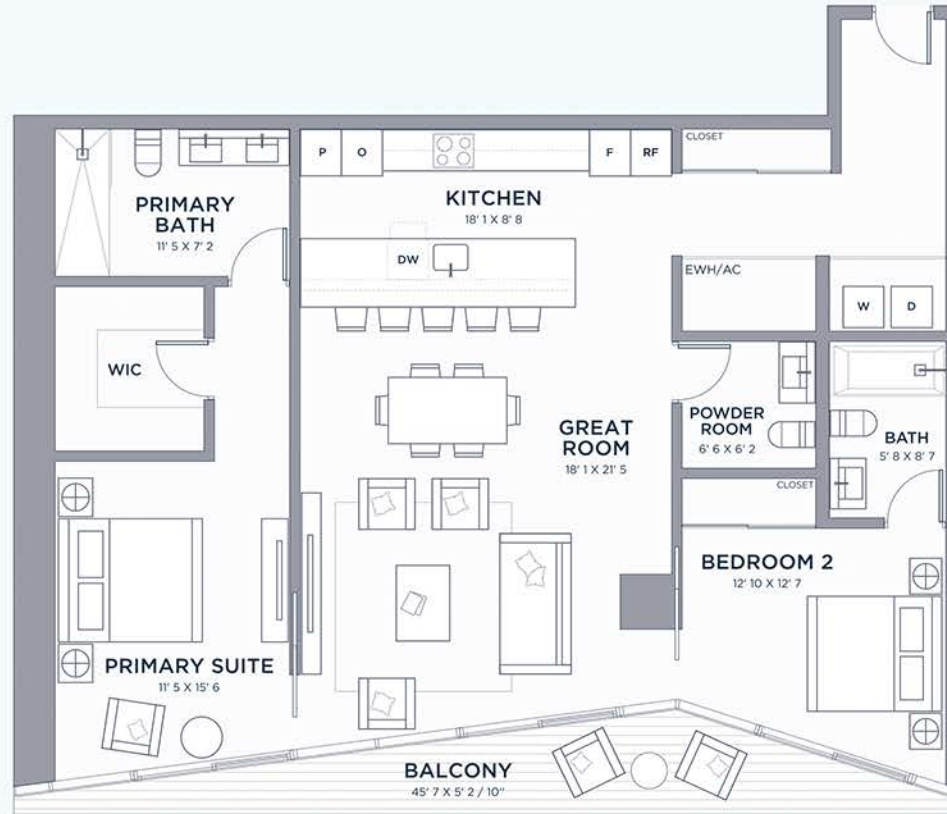 CLOSET
P
O
F
RF
KITCHEN
18' 1 X 8' 8
PRIMARY
BATH
11' 5 X 7' 2
DW
EWH/AC
W
D
WIC
GREAT
ROOM
18' 1 X 21' 5
POWDER
ROOM
6' 6 X 6' 2
BATH
5' 8 X 8' 7
CLOSET
BEDROOM 2
12' 10 X 12' 7
PRIMARY SUITE
11' 5 X 15' 6
BALCONY
45' 7 X 5' 2 / 10"